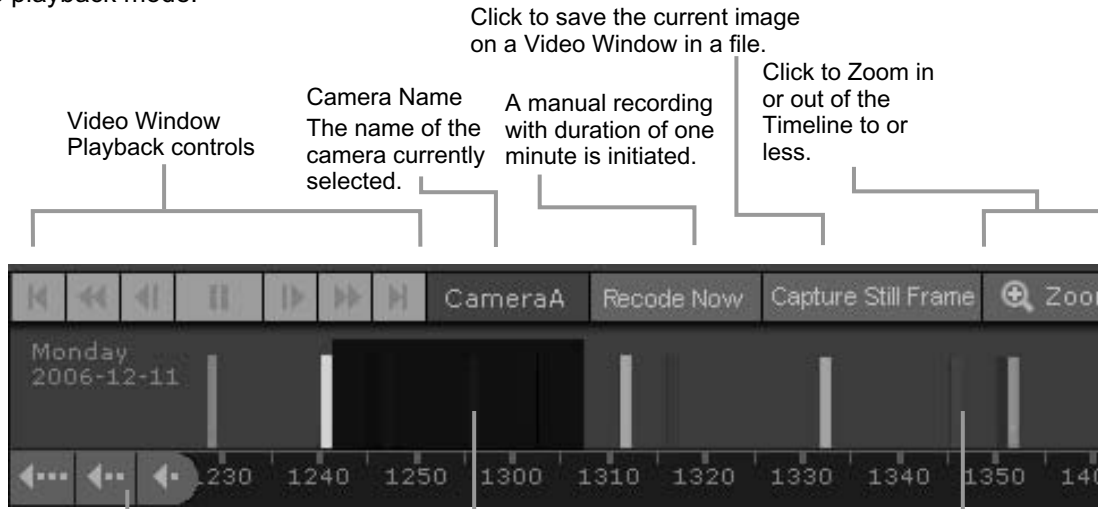 playback mode.
Click to save the current image
on a Video Window in a file.
Click to Zoom in
or out of the
Timeline to or
less.
Camera Name
The name of the
camera currently
selected.
A manual recording
with duration of one
minute is initiated.
Video Window
Playback controls
CameraA
Recode Now
Capture Still Frame
Zoo
Monday
2006-12-11
1230 1240 1250 1300 1310 1320 1330 1340 1350